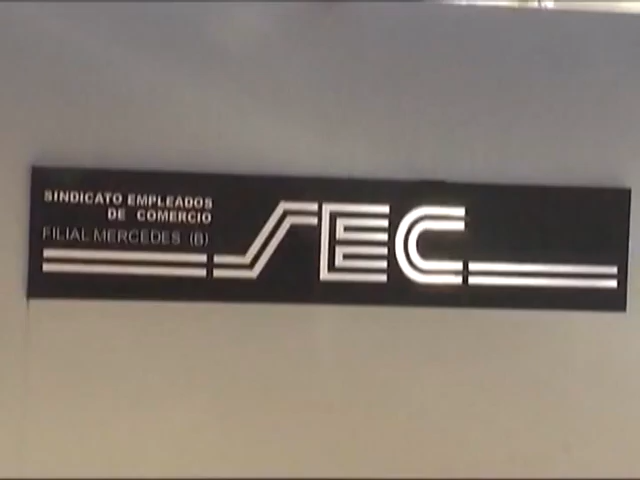 SINDICATO EMPLEADOS
DE COMERCIO
FILIAL MERCEDES (B)
SEC